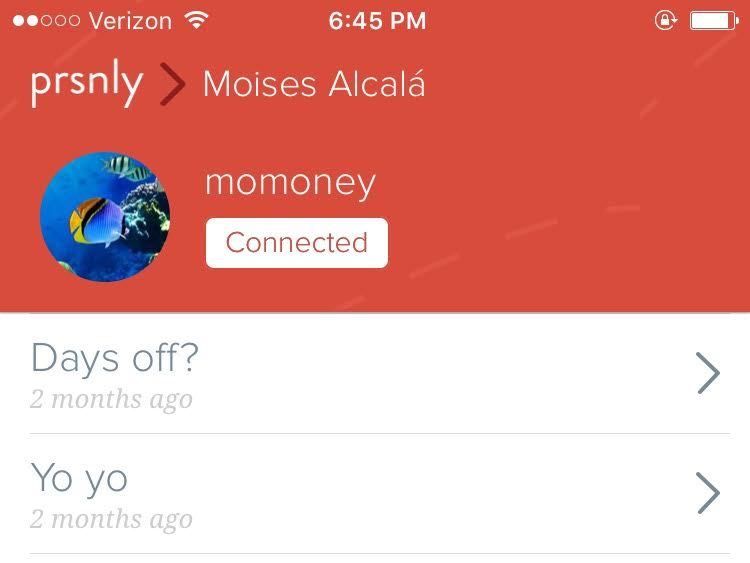 Verizon 6:45 PM
prsnly Moises Alcalá
momoney
Connected
Days off?
2 months ago
Yo yo
2 months ago